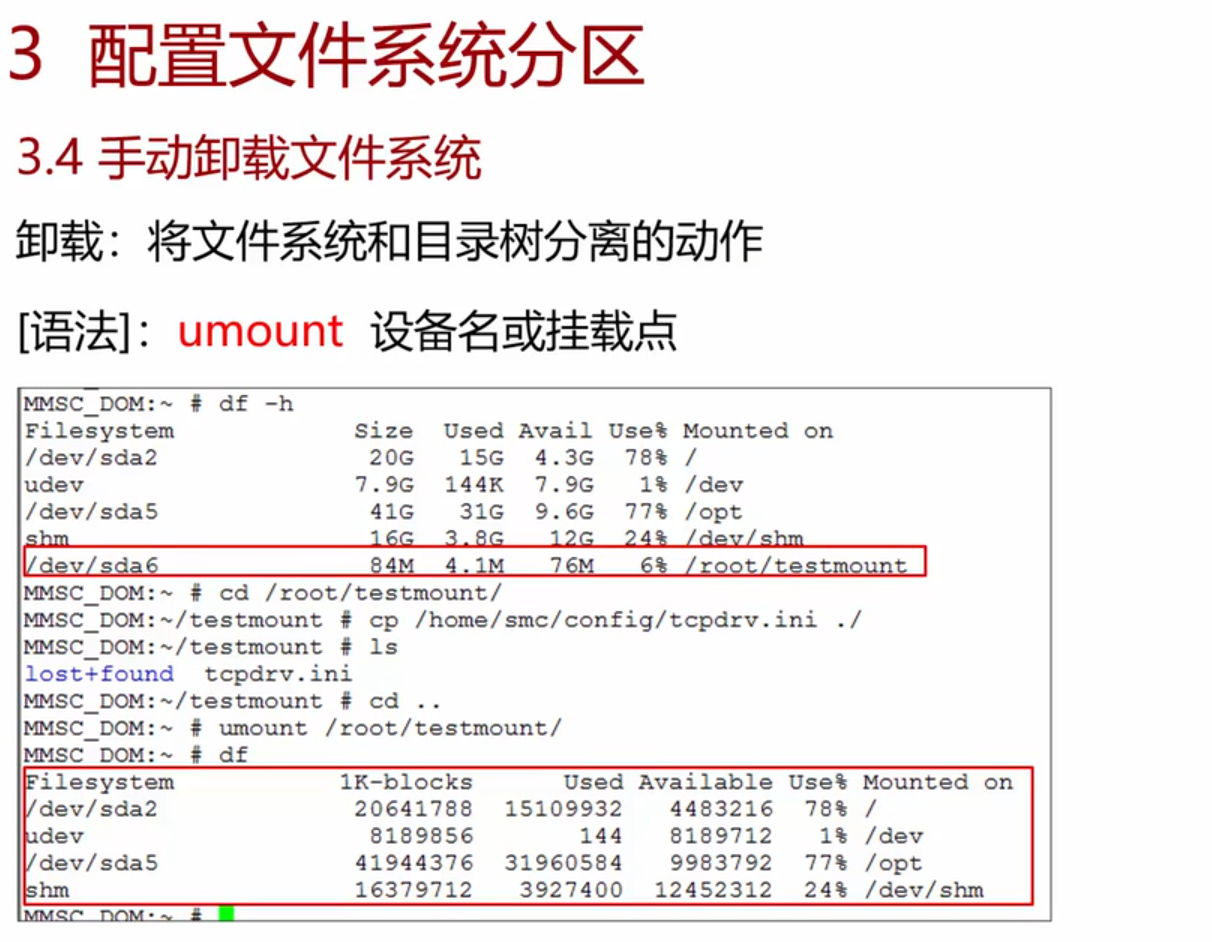 3 配置文件系统分区
3.4 手动卸载文件系统
卸载：将文件系统和目录树分离的动作
[语法]：umount 设备名或挂载点
MMSC_DOM:~ # df -h
Filesystem Size Used Avail Use% Mounted on
/dev/sda2 20G 15G 4.3G 78% /
udev 7.9G 144K 7.9G 1% /dev
/dev/sda5 41G 31G 9.6G 77% /opt
shm 16G 3.8G 12G 24% /dev/shm
/dev/sda6 84M 4.1M 76M 6% /root/testmount
MMSC_DOM:~ # cd /root/testmount/
MMSC_DOM:~/testmount # cp /home/smc/config/tcpdrv.ini ./
MMSC_DOM:~/testmount # ls
lost+found tcpdrv.ini
MMSC_DOM:~/testmount # cd ..
MMSC_DOM:~ # umount /root/testmount/
MMSC_DOM:~ # df
Filesystem 1K-blocks Used Available Use% Mounted on
/dev/sda2 20641788 15109932 4483216 78% /
udev 8189856 144 8189712 1% /dev
/dev/sda5 41944376 31960584 9983792 77% /opt
shm 16379712 3927400 12452312 24% /dev/shm
MMSC_DOM:~ #